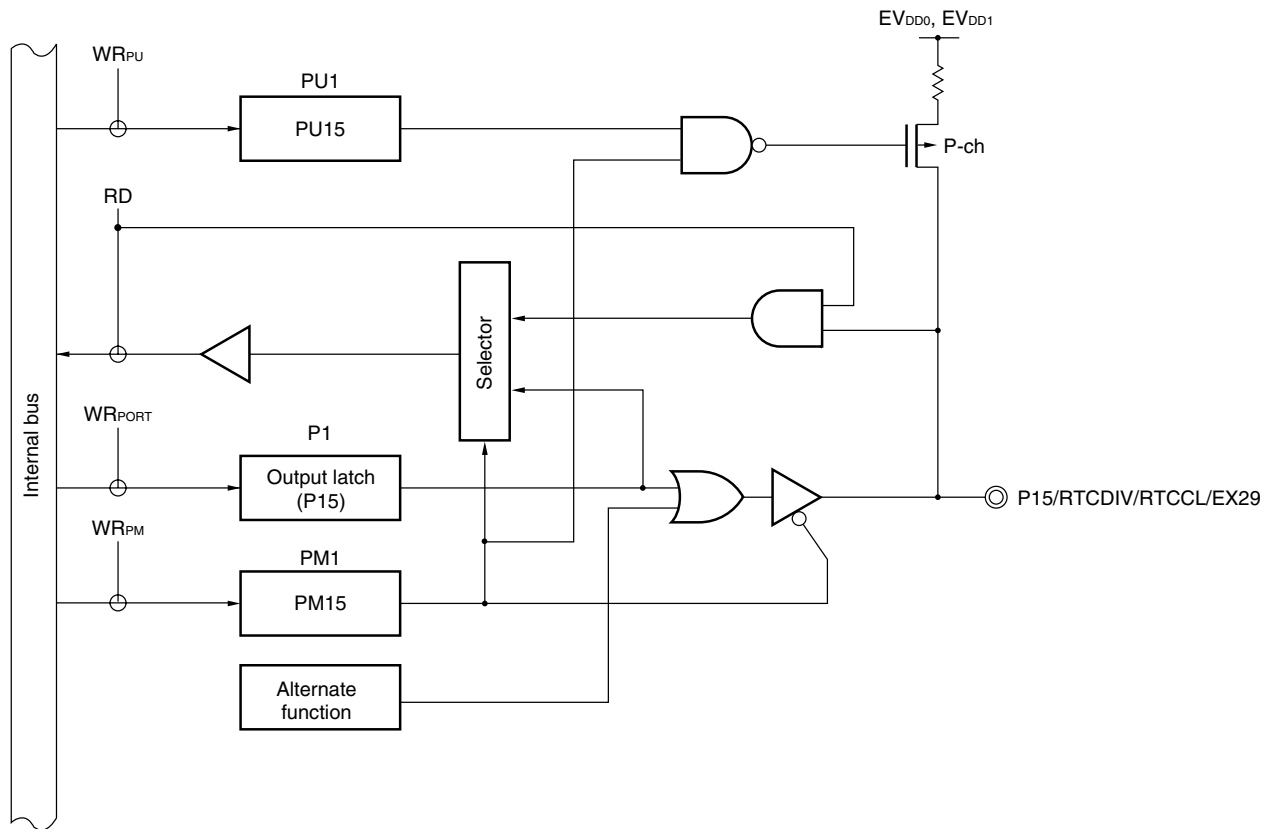 EVDD0, EVDD1
WRPU
PU1
PU15
P-ch
RD
Selector
Internal bus
WRPORT
P1
Output latch
(P15)
P15/RTCDIV/RTCCL/EX29
WRPM
PM1
PM15
Alternate
function